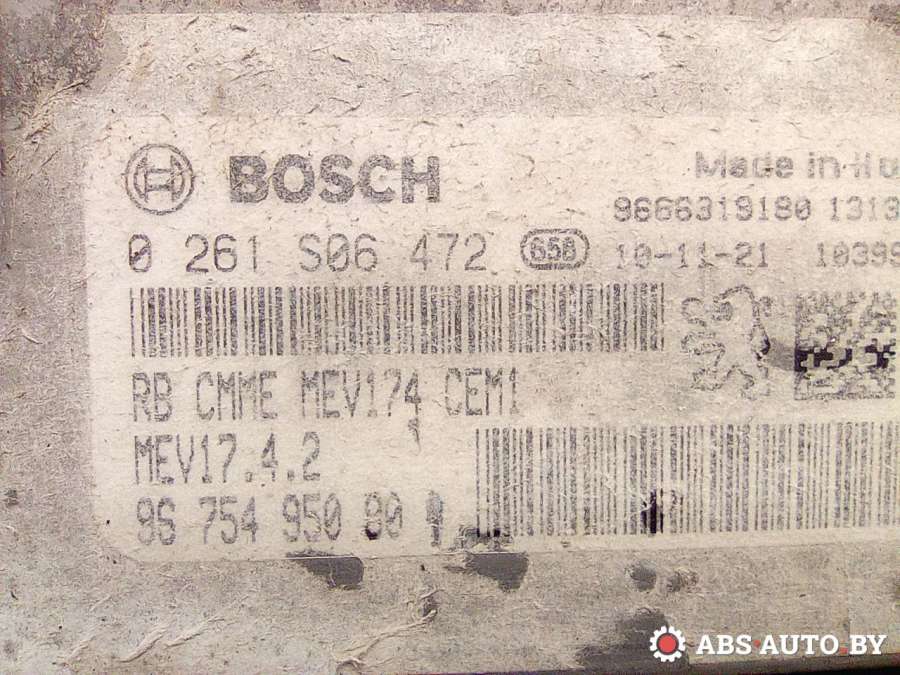 BOSCH
Made in Hu
9666319180 1313
0 261 S06 472 658 10-11-21 10399
RB CMME MEV174 CEM1
MEV17.4.2
96 754 950 80
ABS-AUTO.BY